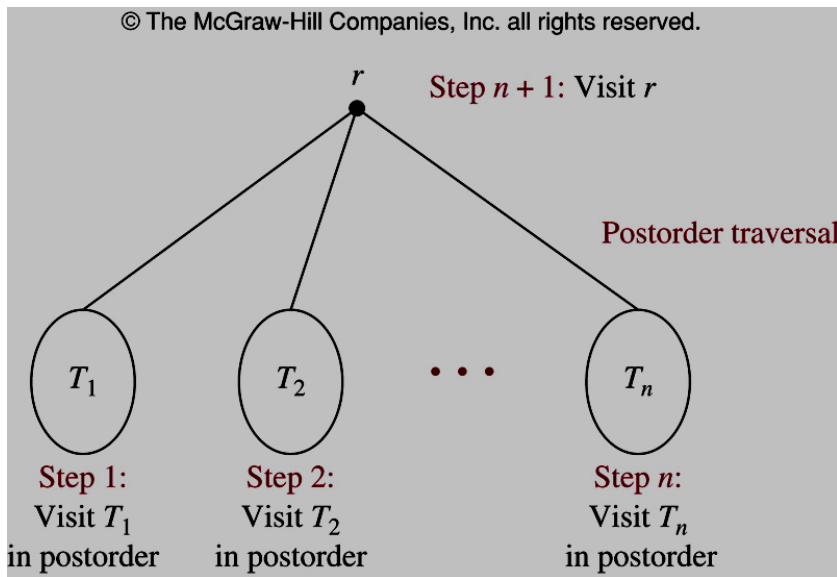 © The McGraw-Hill Companies, Inc. all rights reserved.
r
Step n + 1: Visit r
Postorder traversal
T₁
T₂
Tₙ
Step 1:
Visit T₁
in postorder
Step 2:
Visit T₂
in postorder
Step n:
Visit Tₙ
in postorder